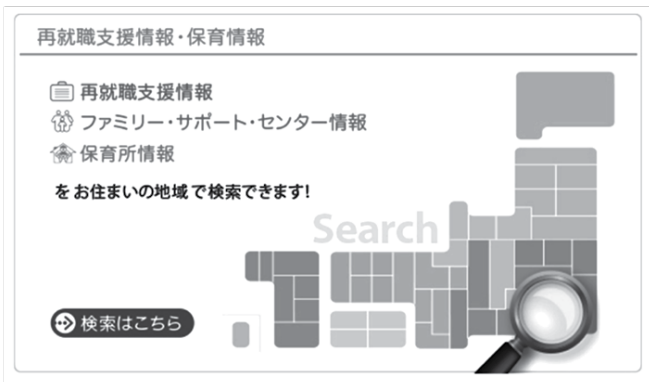 再就職支援情報・保育情報
再就職支援情報
ファミリー・サポート・センター情報
保育所情報
をお住まいの地域で検索できます!
Search
検索はこちら